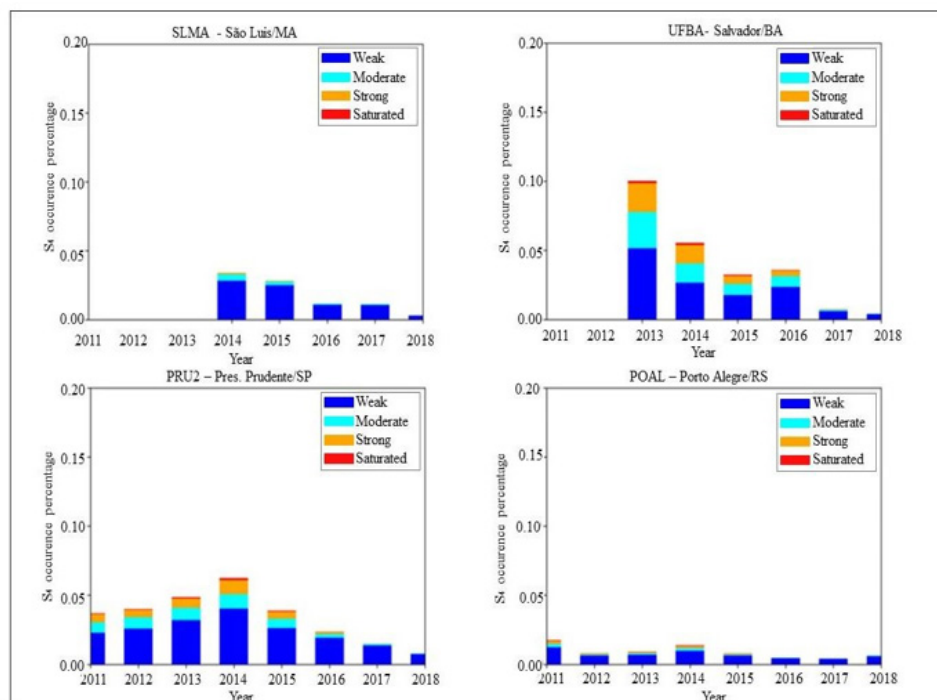 SLMA - São Luis/MA
0.20
0.15
0.10
0.05
0.00
S4 occurence percentage
Weak
Moderate
Strong
Saturated
2011 2012 2013 2014 2015 2016 2017 2018
Year
UFBA- Salvador/BA
0.20
0.15
0.10
0.05
0.00
S4 occurence percentage
Weak
Moderate
Strong
Saturated
2011 2012 2013 2014 2015 2016 2017 2018
Year
PRU2 – Pres. Prudente/SP
0.20
0.15
0.10
0.05
0.00
S4 occurence percentage
Weak
Moderate
Strong
Saturated
2011 2012 2013 2014 2015 2016 2017 2018
Year
POAL – Porto Alegre/RS
0.20
0.15
0.10
0.05
0.00
S4 occurence percentage
Weak
Moderate
Strong
Saturated
2011 2012 2013 2014 2015 2016 2017 2018
Year